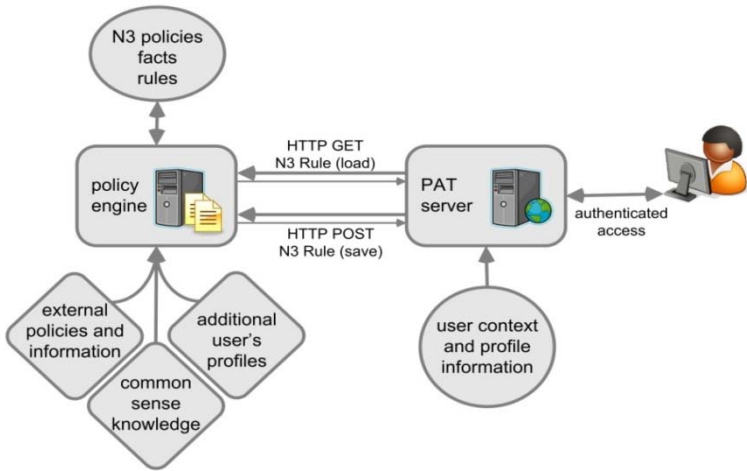 N3 policies
facts
rules
policy
engine
HTTP GET
N3 Rule (load)
HTTP POST
N3 Rule (save)
PAT
server
authenticated
access
external
policies and
information
common
sense
knowledge
additional
user's
profiles
user context
and profile
information